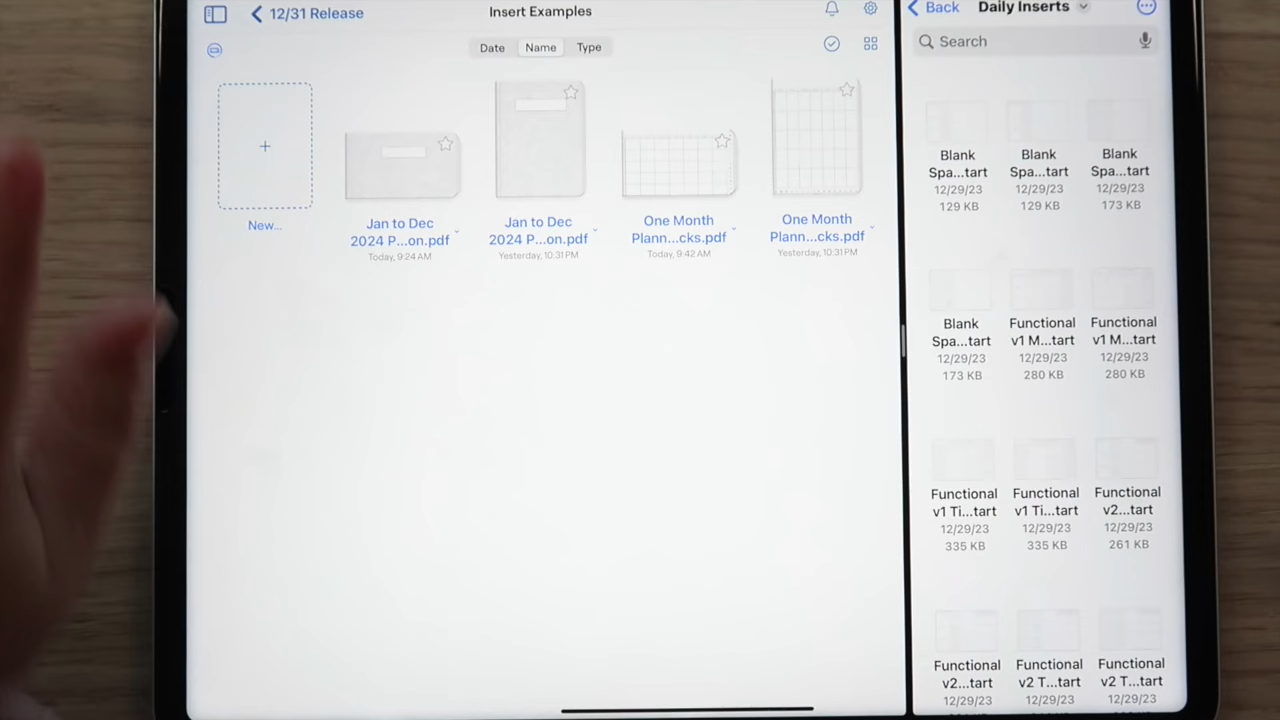 12/31 Release
Insert Examples
Date Name Type
New...
Jan to Dec
2024 P...on.pdf
Today, 9:24 AM
Jan to Dec
2024 P...on.pdf
Yesterday, 10:31 PM
One Month
Plann...cks.pdf
Today, 9:42 AM
One Month
Plann...cks.pdf
Yesterday, 10:31 PM
Back
Daily Inserts
Search
Blank
Spa...tart
12/29/23
129 KB
Blank
Spa...tart
12/29/23
129 KB
Blank
Spa...tart
12/29/23
173 KB
Blank
Spa...tart
12/29/23
173 KB
Functional
v1 M...tart
12/29/23
280 KB
Functional
v1 M...tart
12/29/23
280 KB
Functional
v1 Ti...tart
12/29/23
335 KB
Functional
v1 Ti...tart
12/29/23
335 KB
Functional
v2...tart
12/29/23
261 KB
Functional
v2...tart
12/29/23
Functional
v2 T...tart
12/29/23
Functional
v2 T...tart
12/29/23